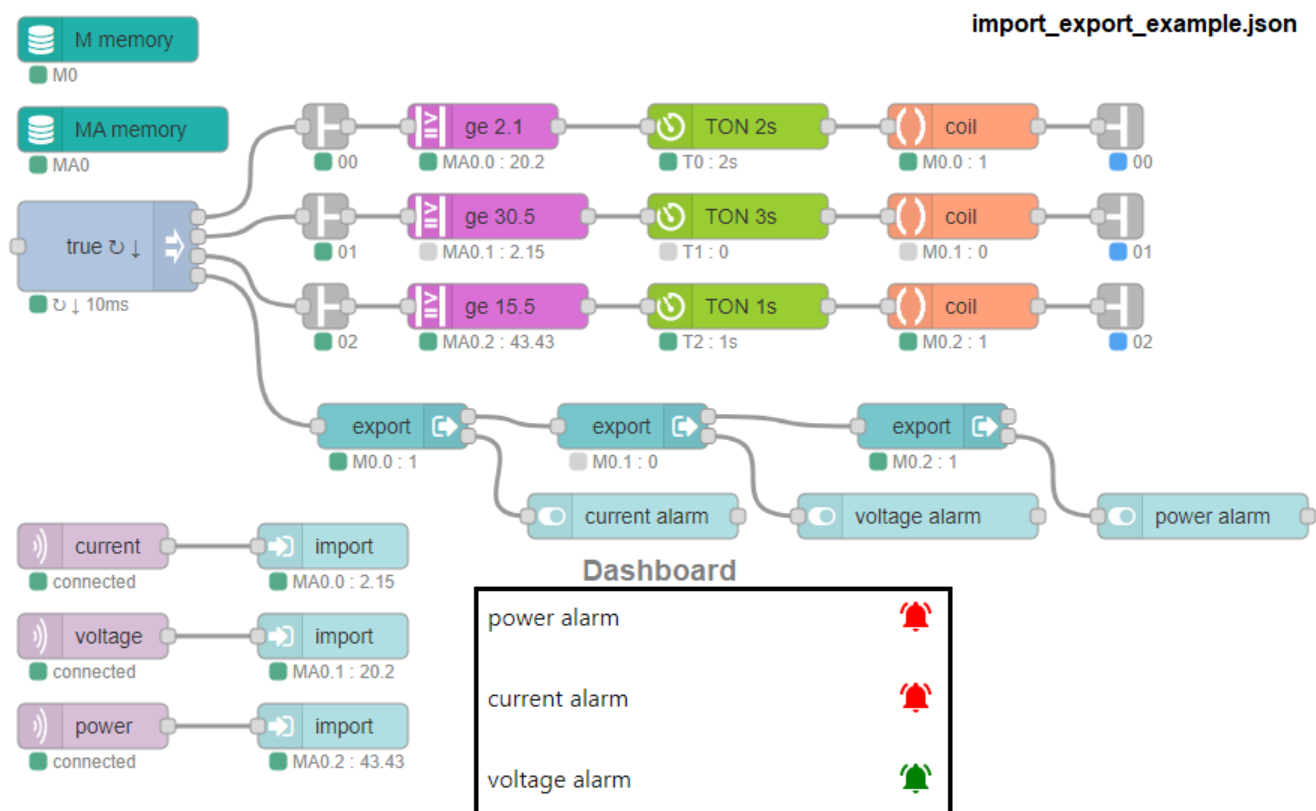 import_export_example.json
M memory
M0
MA memory
MA0
true ↻ ↓
↻ ↓ 10ms
00
ge 2.1
MA0.0 : 20.2
TON 2s
T0 : 2s
coil
M0.0 : 1
00
01
ge 30.5
MA0.1 : 2.15
TON 3s
T1 : 0
coil
M0.1 : 0
01
02
ge 15.5
MA0.2 : 43.43
TON 1s
T2 : 1s
coil
M0.2 : 1
02
export
M0.0 : 1
export
M0.1 : 0
export
M0.2 : 1
current alarm
voltage alarm
power alarm
current
connected
import
MA0.0 : 2.15
voltage
connected
import
MA0.1 : 20.2
power
connected
import
MA0.2 : 43.43
Dashboard
power alarm
current alarm
voltage alarm